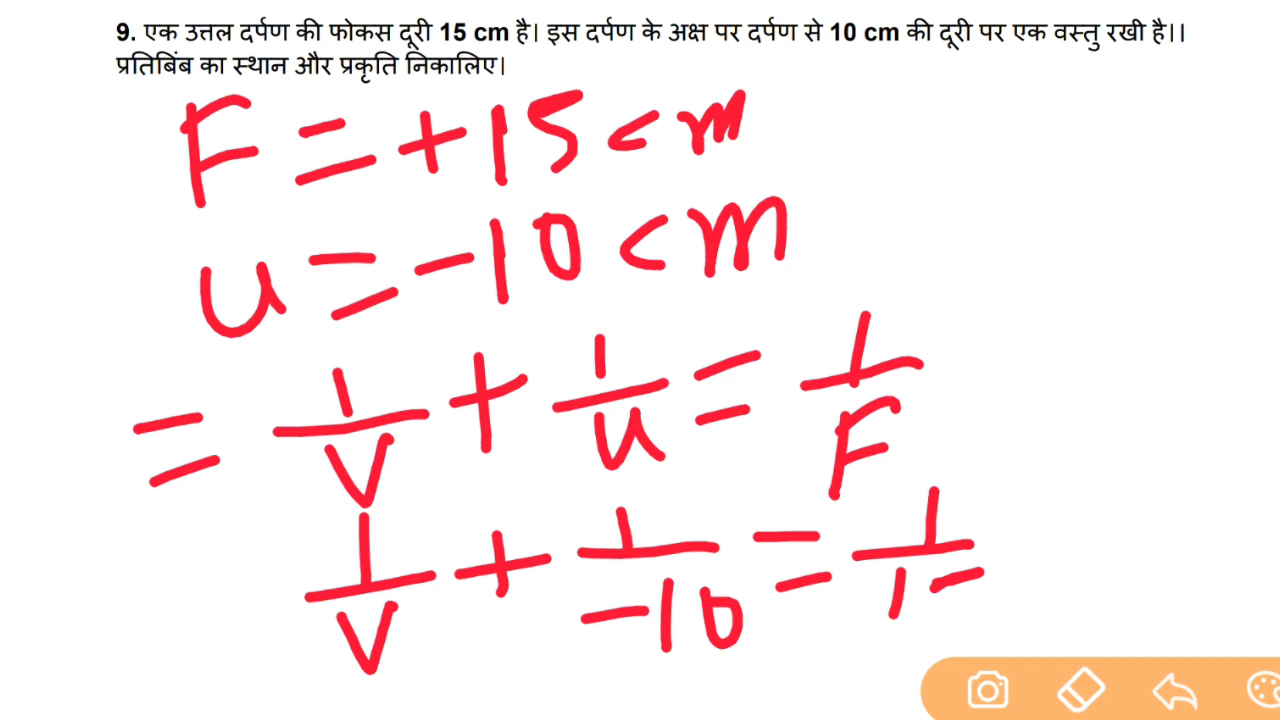 9. एक उत्तल दर्पण की फोकस दूरी 15 cm है। इस दर्पण के अक्ष पर दर्पण से 10 cm की दूरी पर एक वस्तु रखी है।।
प्रतिबिंब का स्थान और प्रकृति निकालिए।
F = +15 cm
u = -10 cm
= 1/v + 1/u = 1/F
1/v + 1/-10 = 1/1